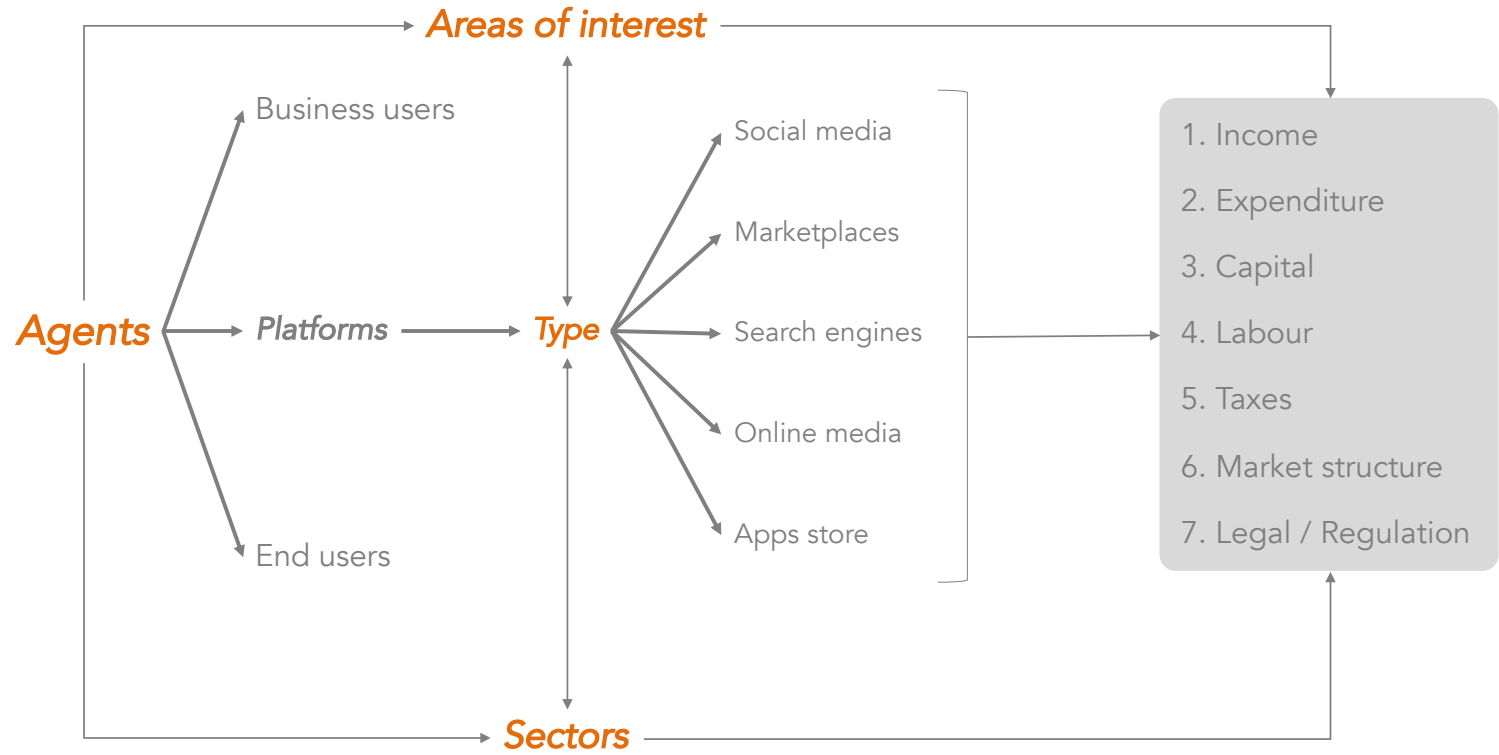 Areas of interest
Business users
Social media
1. Income
2. Expenditure
Marketplaces
3. Capital
Agents
Platforms
Type
Search engines
4. Labour
5. Taxes
Online media
6. Market structure
Apps store
7. Legal / Regulation
End users
Sectors